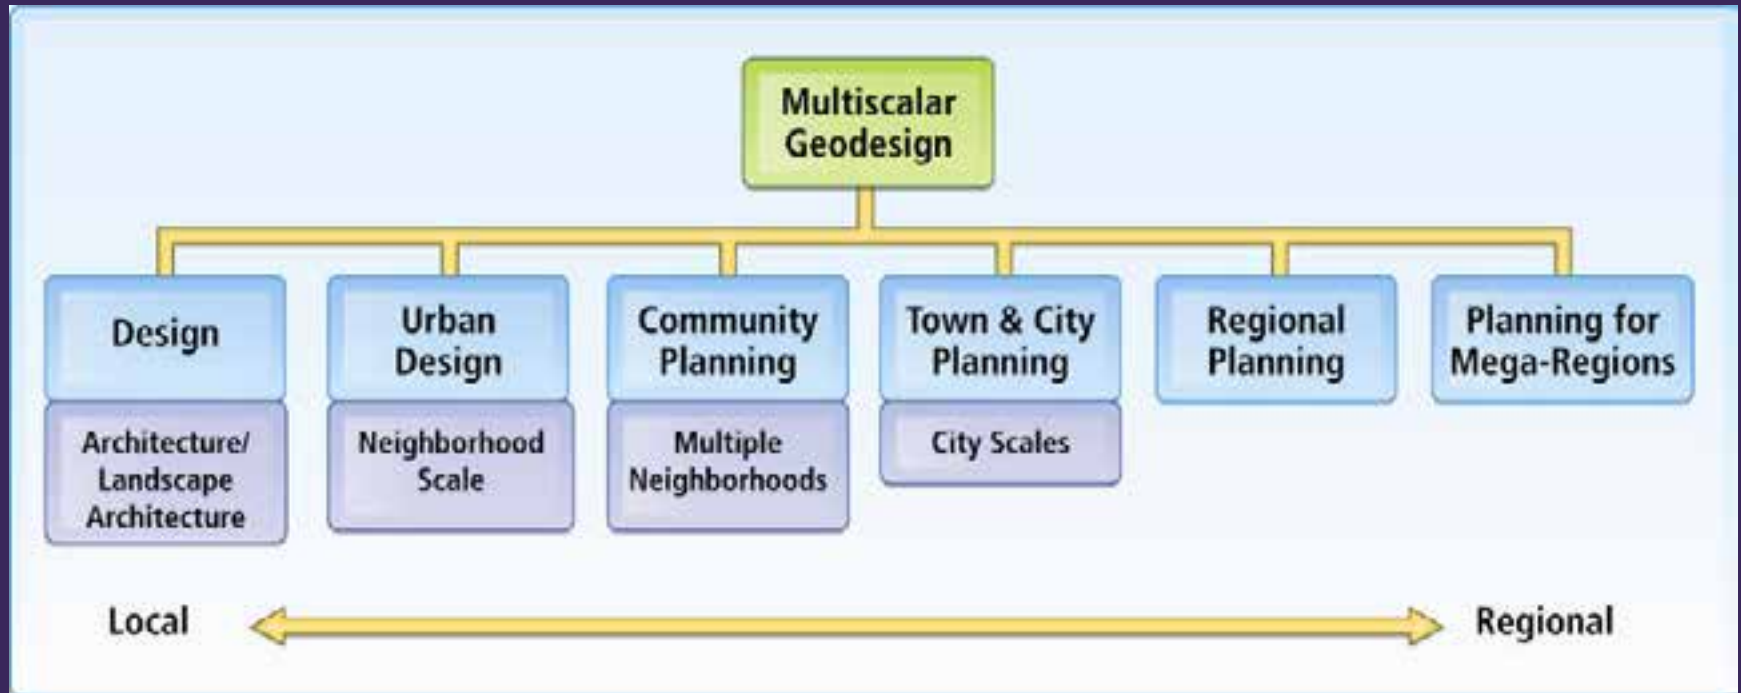 Multiscalar
Geodesign
Design
Urban
Design
Community
Planning
Town & City
Planning
Regional
Planning
Planning for
Mega-Regions
Architecture/
Landscape
Architecture
Neighborhood
Scale
Multiple
Neighborhoods
City Scales
Local
Regional